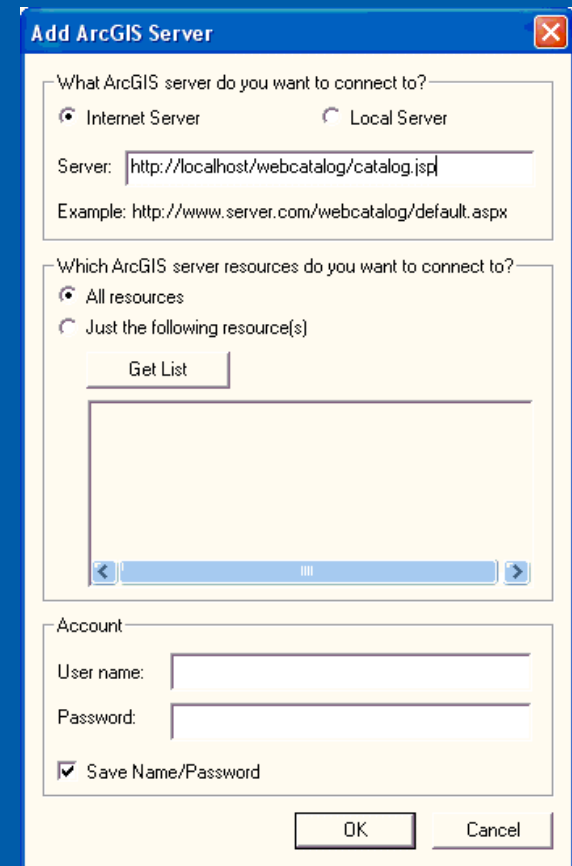 Add ArcGIS Server
What ArcGIS server do you want to connect to?
Internet Server Local Server
Server: http://localhost/webcatalog/catalog.jsp
Example: http://www.server.com/webcatalog/default.aspx
Which ArcGIS server resources do you want to connect to?
All resources
Just the following resource(s)
Get List
Account
User name:
Password:
Save Name/Password
OK Cancel